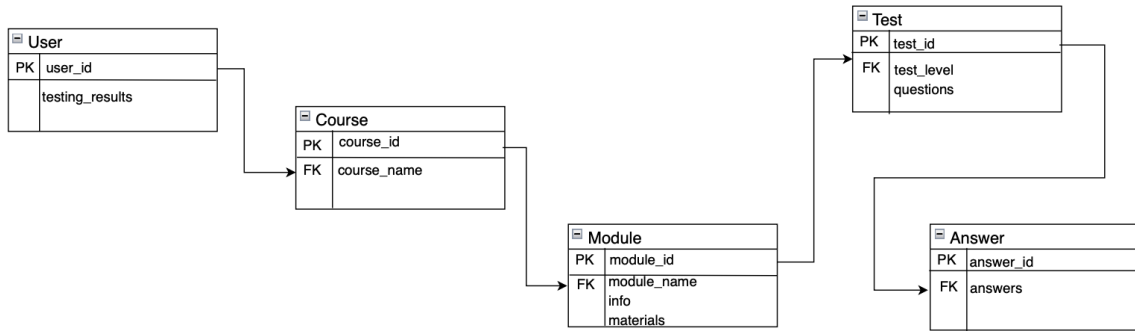 User
PK user_id
testing_results
Course
PK course_id
FK course_name
Module
PK module_id
FK module_name
info
materials
Test
PK test_id
FK test_level
questions
Answer
PK answer_id
FK answers